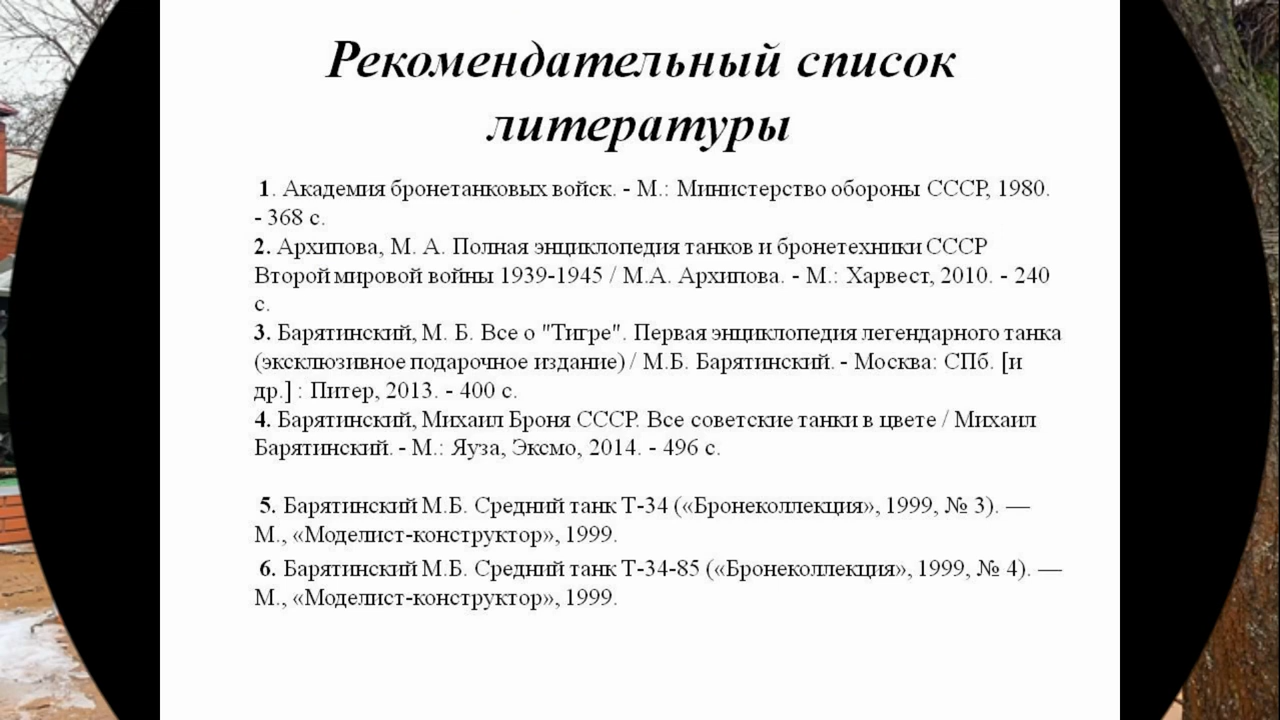 Рекомендательный список
литературы
1. Академия бронетанковых войск. - М.: Министерство обороны СССР, 1980.
- 368 с.
2. Архипова, М. А. Полная энциклопедия танков и бронетехники СССР
Второй мировой войны 1939-1945 / М.А. Архипова. - М.: Харвест, 2010. - 240
с.
3. Барятинский, М. Б. Все о "Тигре". Первая энциклопедия легендарного танка
(эксклюзивное подарочное издание) / М.Б. Барятинский. - Москва: СПб. [и
др.] : Питер, 2013. - 400 с.
4. Барятинский, Михаил Броня СССР. Все советские танки в цвете / Михаил
Барятинский. - М.: Яуза, Эксмо, 2014. - 496 с.
5. Барятинский М.Б. Средний танк Т-34 («Бронеколлекция», 1999, № 3). —
М., «Моделист-конструктор», 1999.
6. Барятинский М.Б. Средний танк Т-34-85 («Бронеколлекция», 1999, № 4). —
М., «Моделист-конструктор», 1999.